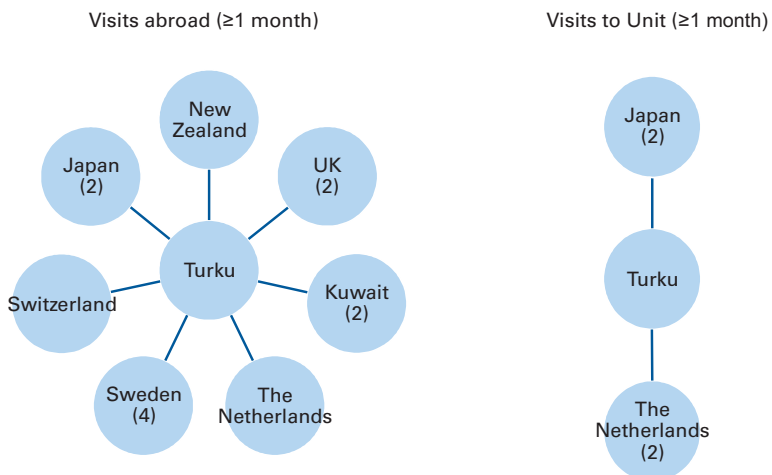 Visits abroad (≥1 month)
New
Zealand
Japan
(2)
UK
(2)
Turku
Switzerland
Kuwait
(2)
Sweden
(4)
The
Netherlands
Visits to Unit (≥1 month)
Japan
(2)
Turku
The
Netherlands
(2)